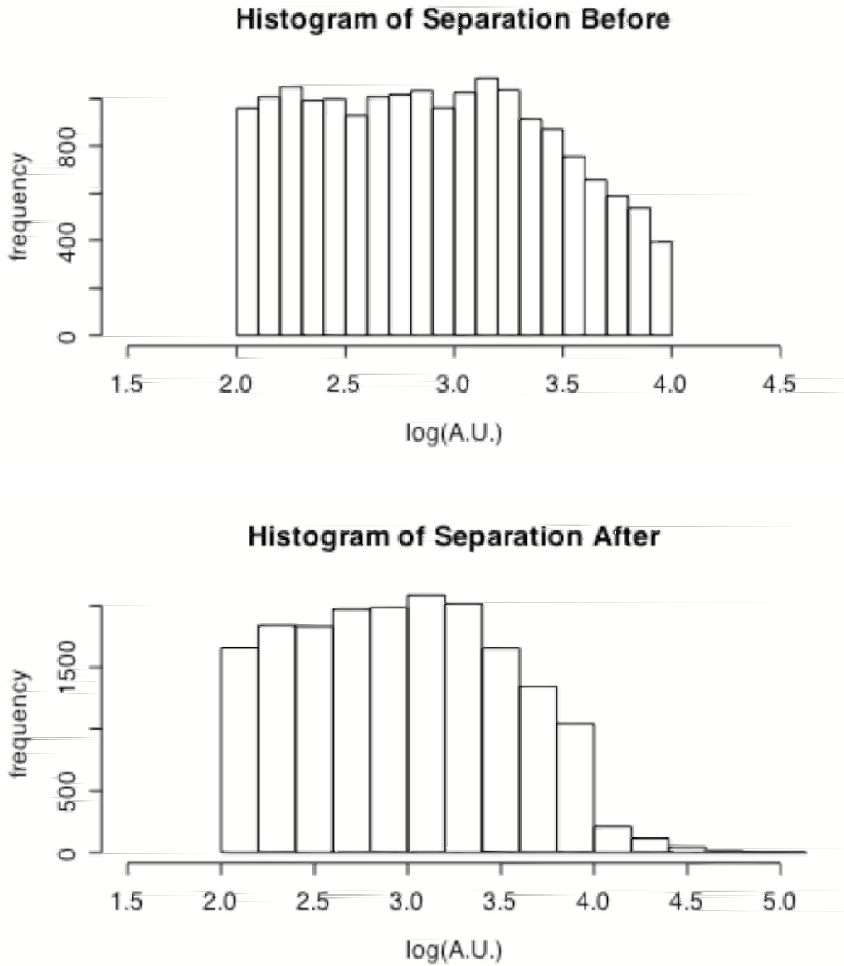 Histogram of Separation Before
frequency
800
400
0
1.5 2.0 2.5 3.0 3.5 4.0 4.5
log(A.U.)
Histogram of Separation After
frequency
1500
500
0
1.5 2.0 2.5 3.0 3.5 4.0 4.5 5.0
log(A.U.)